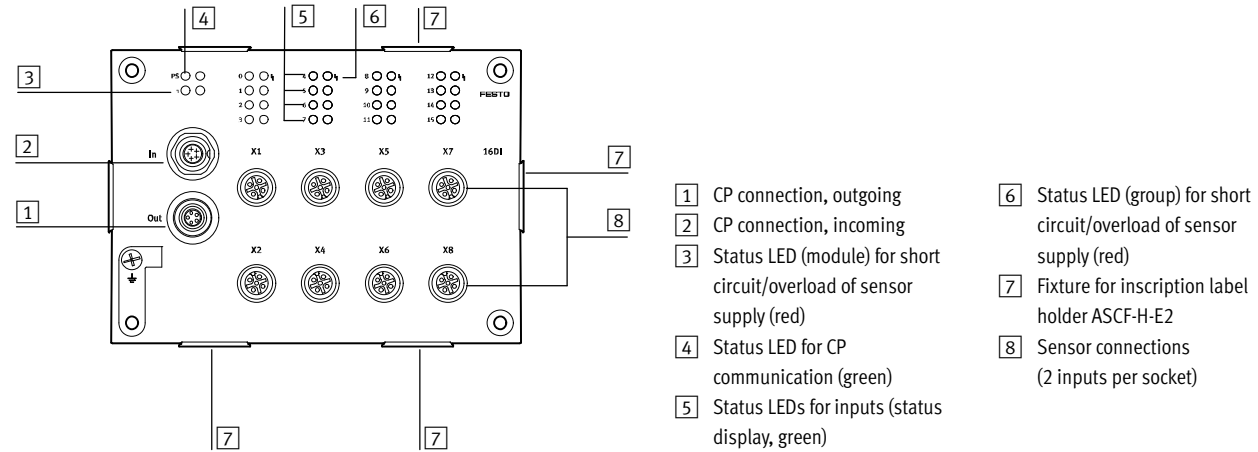 4
5
6
7
3
PS
0
4
8
12
1
5
9
13
FESTO
2
6
10
14
3
7
11
15
2
In
X1
X3
X5
X7
16DI
7
1
Out
8
X2
X4
X6
X8
7
7
1 CP connection, outgoing
2 CP connection, incoming
3 Status LED (module) for short
circuit/overload of sensor
supply (red)
4 Status LED for CP
communication (green)
5 Status LEDs for inputs (status
display, green)
6 Status LED (group) for short
circuit/overload of sensor
supply (red)
7 Fixture for inscription label
holder ASCF-H-E2
8 Sensor connections
(2 inputs per socket)